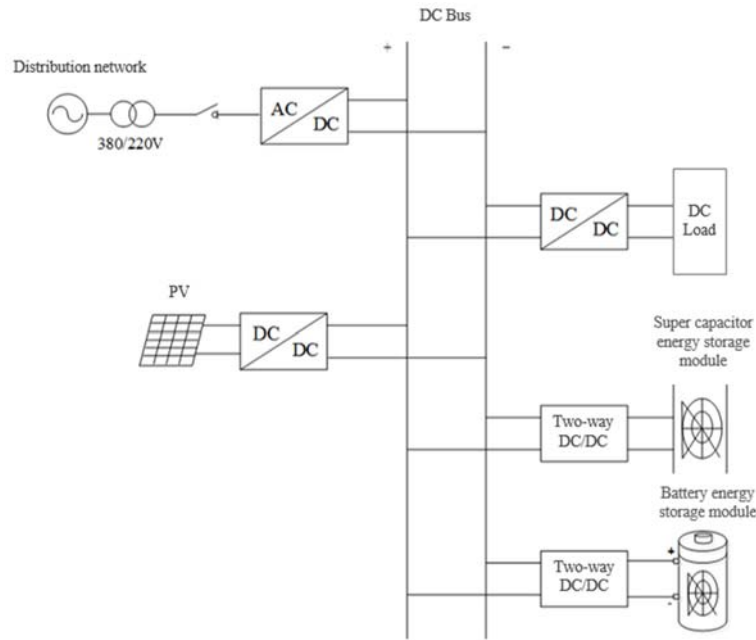 DC Bus
+
−
Distribution network
380/220V
AC
DC
DC
DC
DC
Load
PV
DC
DC
Super capacitor
energy storage
module
Two-way
DC/DC
Battery energy
storage module
Two-way
DC/DC
+
-